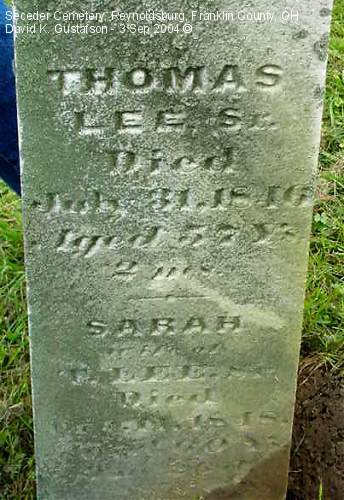 Seceder Cemetery, Reynoldsburg, Franklin County, OH
David K. Gustafson - 3 Sep 2004 ©
THOMAS
LEE, Sr.
Died
July 31, 1846
Aged 57 Y's
2 ms.
SARAH
wife of
T. LEE, Sr.
Died